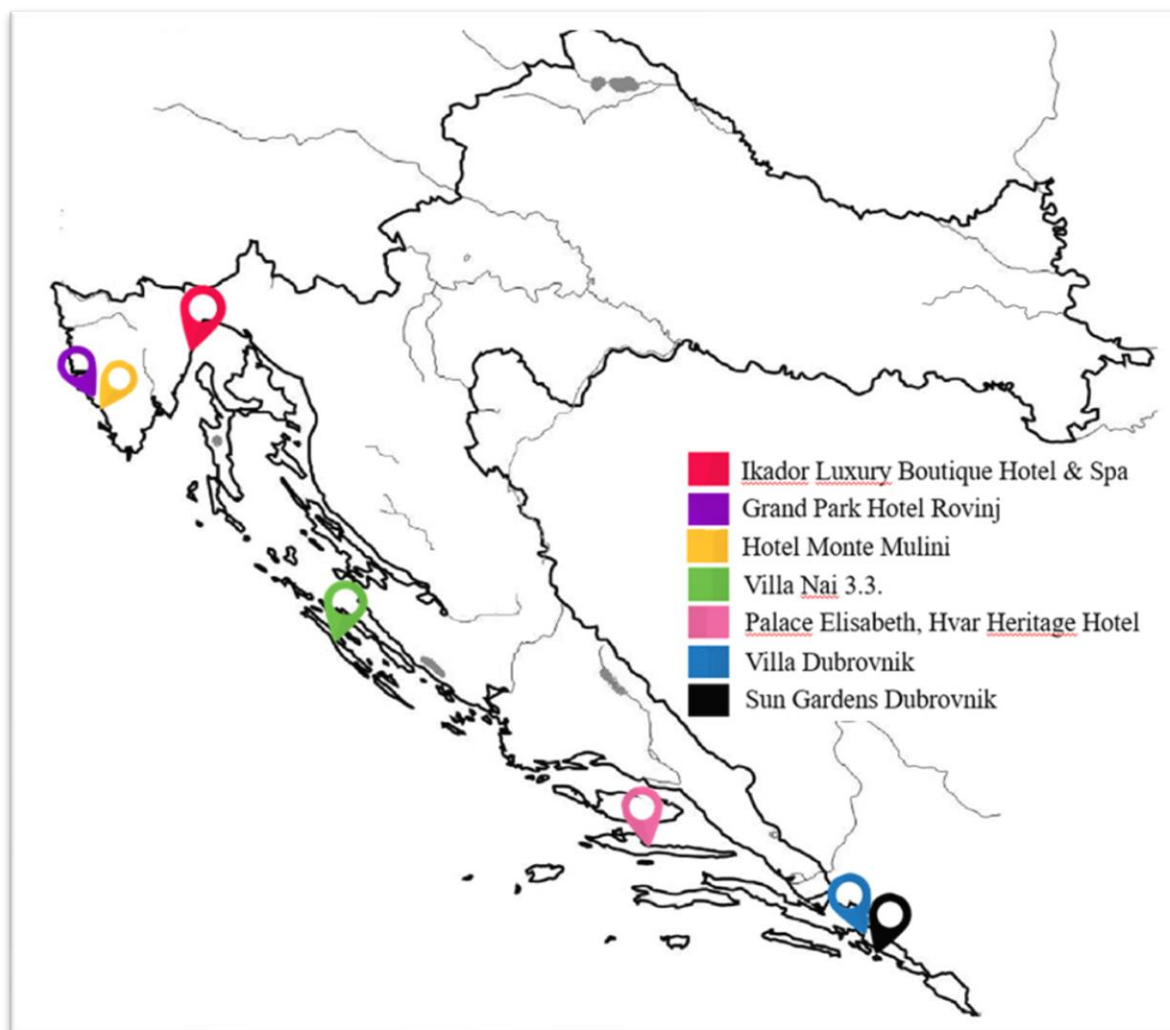 Ikador Luxury Boutique Hotel & Spa
Grand Park Hotel Rovinj
Hotel Monte Mulini
Villa Nai 3.3.
Palace Elisabeth, Hvar Heritage Hotel
Villa Dubrovnik
Sun Gardens Dubrovnik